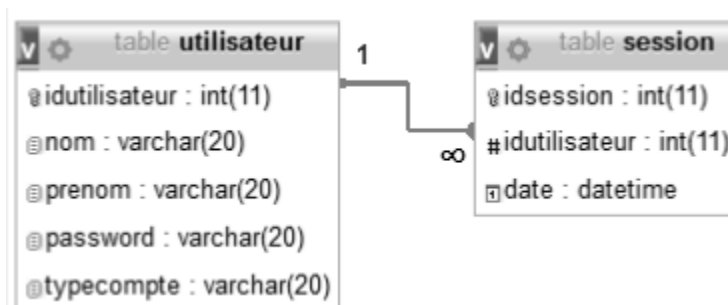 table utilisateur
idutilisateur : int(11)
nom : varchar(20)
prenom : varchar(20)
password : varchar(20)
typecompte : varchar(20)
1
∞
table session
idsession : int(11)
#idutilisateur : int(11)
date : datetime